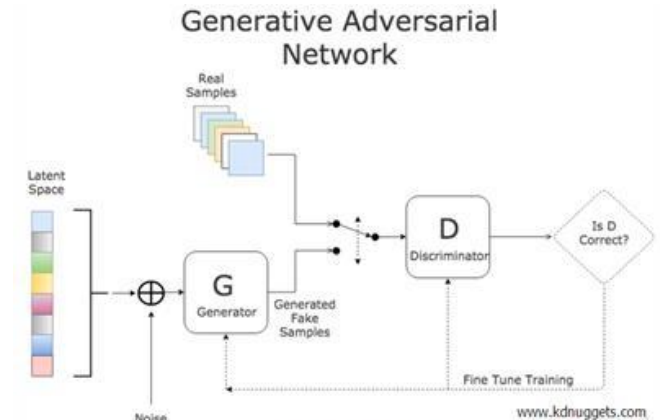 Generative Adversarial
Network
Real
Samples
Latent
Space
G
Generator
Generated
Fake
Samples
D
Discriminator
Is D
Correct?
Fine Tune Training
Noise
www.kdnuggets.com